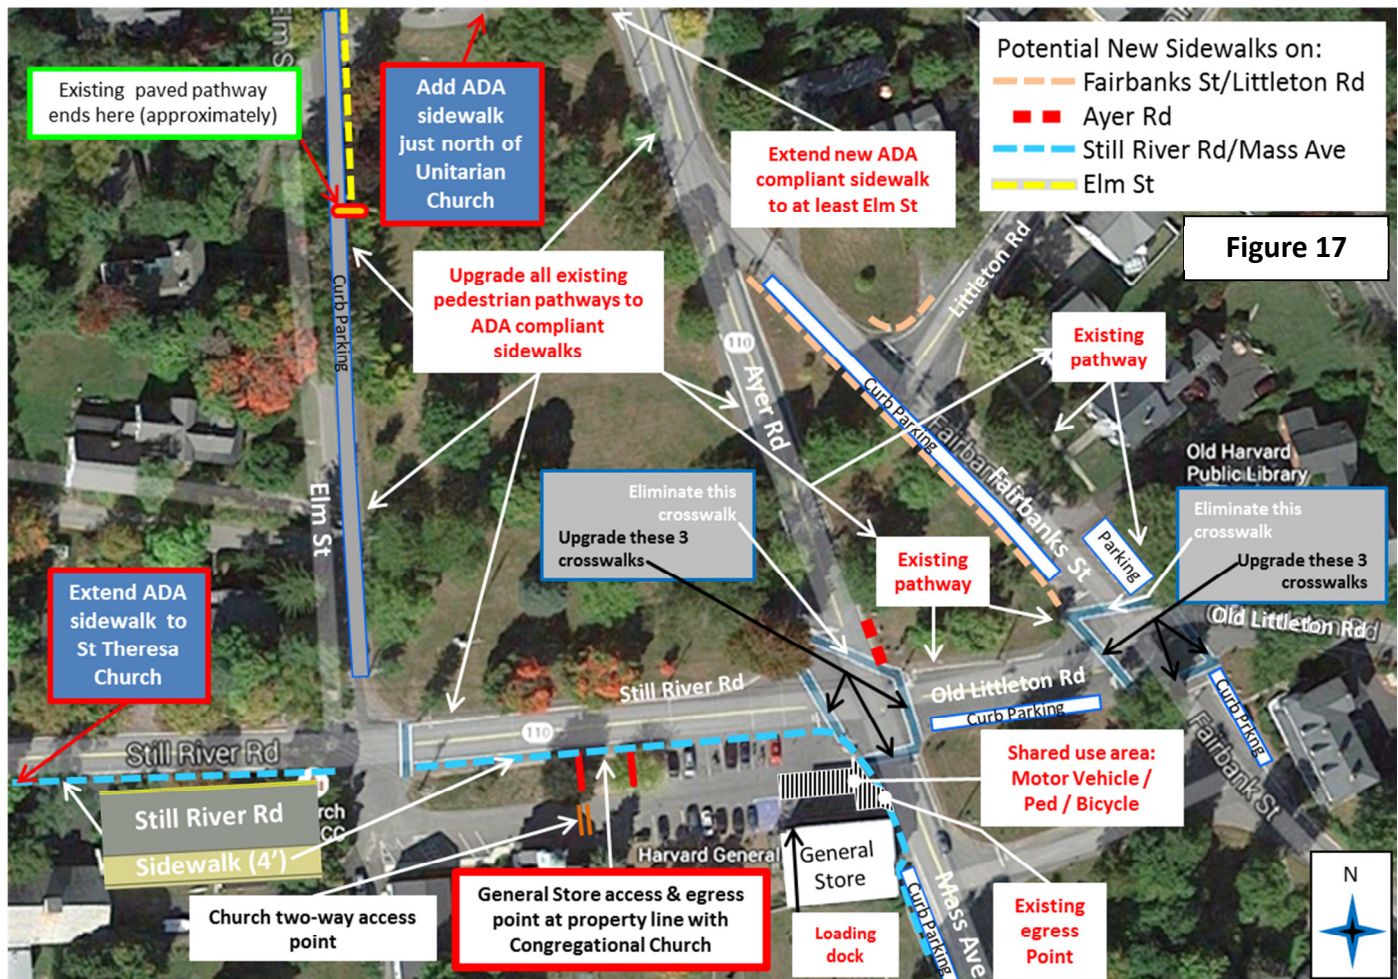 Elm S
Existing paved pathway
ends here (approximately)
Add ADA
sidewalk
just north of
Unitarian
Church
Extend new ADA
compliant sidewalk
to at least Elm St
Potential New Sidewalks on:
Fairbanks St/Littleton Rd
Ayer Rd
Still River Rd/Mass Ave
Elm St
Figure 17
Littleton Rd
Upgrade all existing
pedestrian pathways to
ADA compliant
sidewalks
Curb Parking
110
Ayer Rd
Existing
pathway
Curb Parking
Fairbanks
Fairbanks St
Old Harvard
Public Library
Elm St
Eliminate this
crosswalk
Upgrade these 3
crosswalks
Existing
pathway
Parking
Eliminate this
crosswalk
Upgrade these 3
crosswalks
Extend ADA
sidewalk to
St Theresa
Church
Old Littleton Rd
Still River Rd
110
Old Littleton Rd
Curb Parking
Curb Prkng
Fairbank St
Still River Rd
Still River Rd
Sidewalk (4')
rch
CC
Shared use area:
Motor Vehicle /
Ped / Bicycle
Harvard General
General
Store
Church two-way access
point
General Store access & egress
point at property line with
Congregational Church
Loading
dock
Curb Parking
Mass Ave
Existing
egress
Point
N